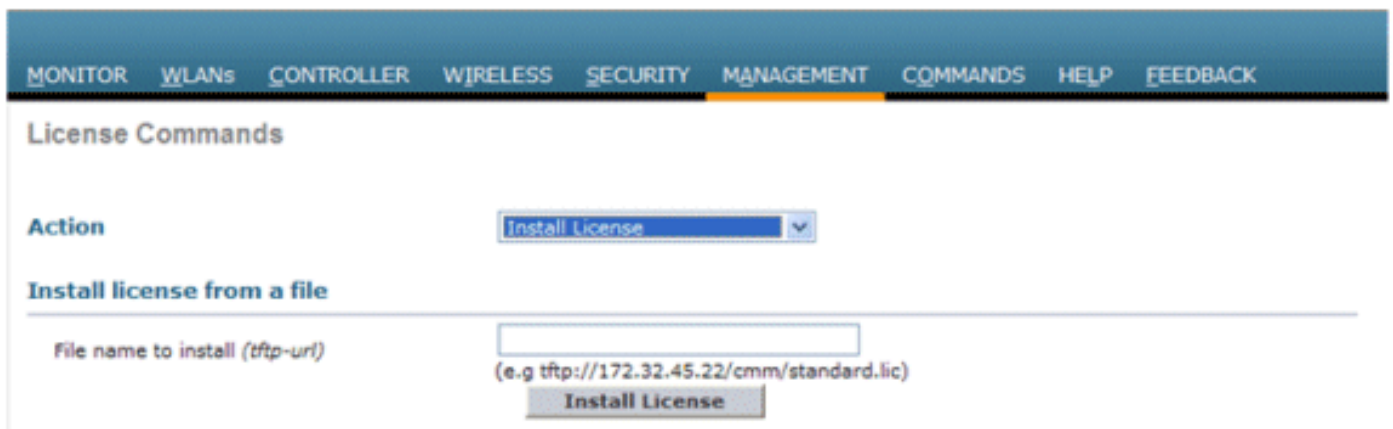 MONITOR WLANs CONTROLLER WIRELESS SECURITY MANAGEMENT COMMANDS HELP FEEDBACK
License Commands
Action Install License
Install license from a file
File name to install (tftp-url)
(e.g tftp://172.32.45.22/cmm/standard.lic)
Install License